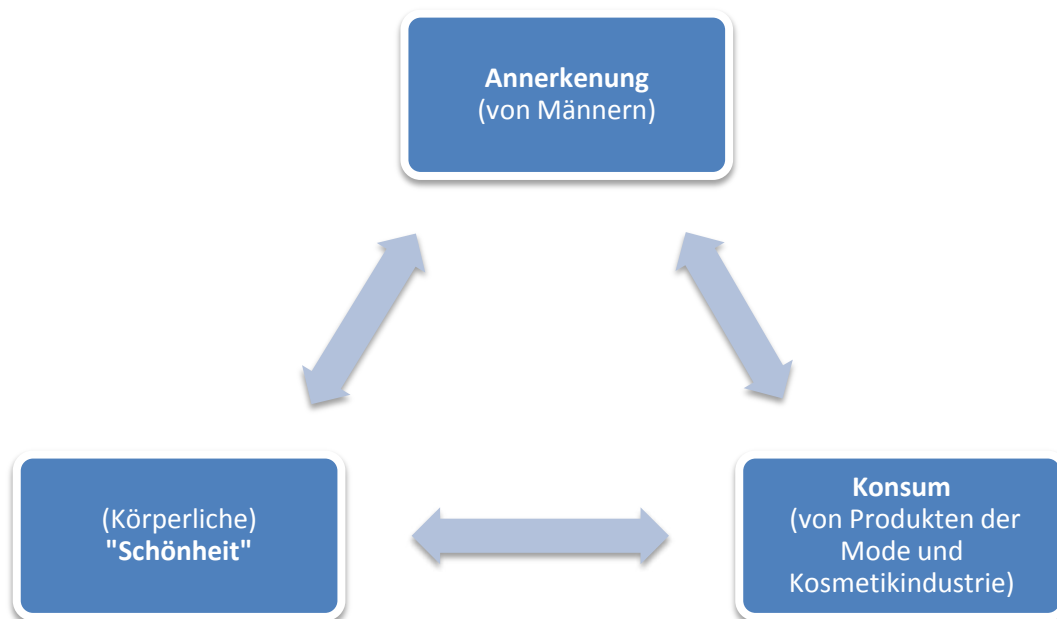 Annerkenung
(von Männern)
(Körperliche)
"Schönheit"
Konsum
(von Produkten der
Mode und
Kosmetikindustrie)